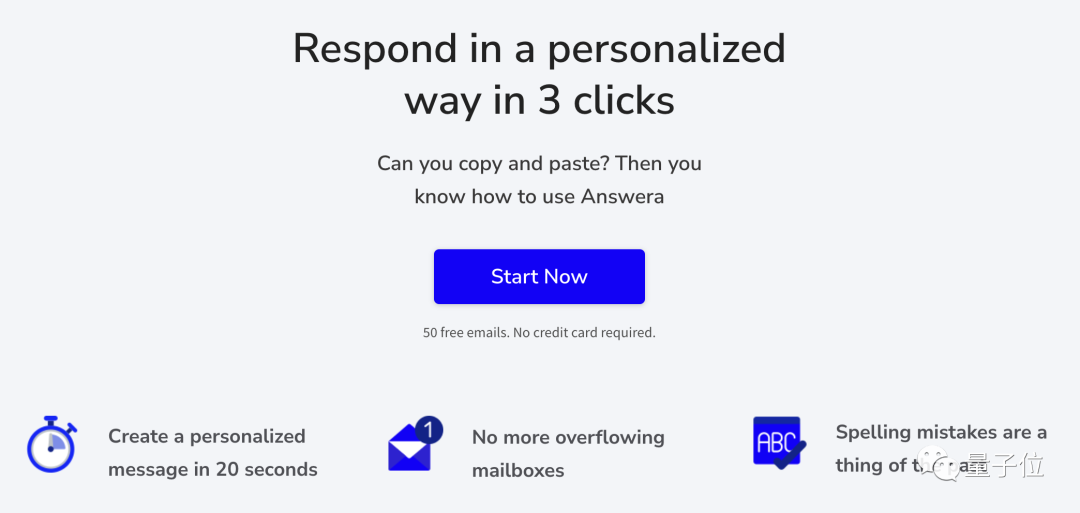 Respond in a personalized
way in 3 clicks
Can you copy and paste? Then you
know how to use Answera
Start Now
50 free emails. No credit card required.
1
Create a personalized
message in 20 seconds
No more overflowing
mailboxes
ABC
Spelling mistakes are a
thing of
量子位